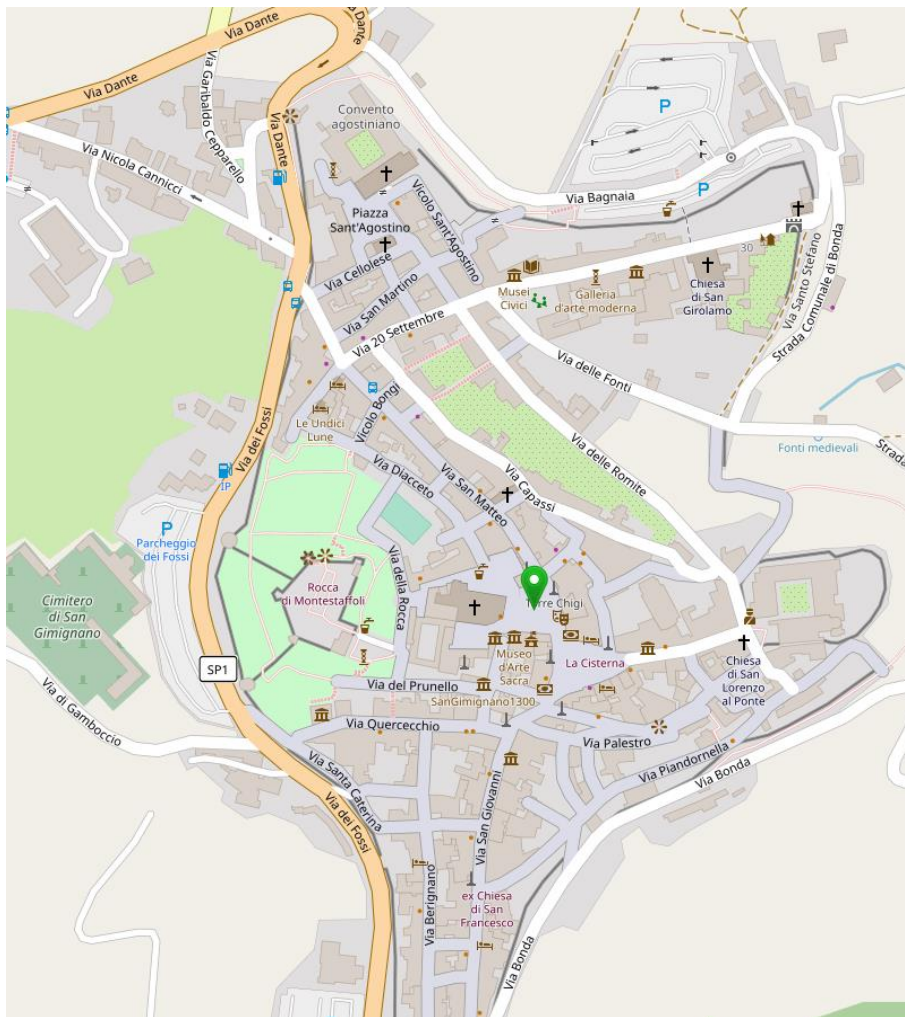 Via Dante
Via Dante
Via Dante
Via Garibaldo Cepparello
Via Dante
Convento
agostiniano
P
Via Nicola Cannicci
Via Bagnaia
P
Piazza
Sant'Agostino
Vicolo Sant'Agostino
Via Cellolese
30
Musei
Civici
Galleria
d'arte moderna
Chiesa
di San
Girolamo
Via Santo Stefano
Strada Comunale di Bonda
Via San Martino
Via 20 Settembre
Via delle Fonti
Le Undici
Lune
Vicolo Bongi
Via dei Fossi
IP
Via Diacceto
Via San Matteo
Via Capassi
Via delle Romite
Fonti medievali
Strada
P
Parcheggio
dei Fossi
Cimitero
di San
Gimignano
Rocca
di Montestaffoli
Via della Rocca
Torre Chigi
SP1
Museo
d'Arte
Sacra
La Cisterna
Chiesa
di San
Lorenzo
al Ponte
Via del Prunello
SanGimignano1300
Via di Gamboccio
Via Quercecchio
Via Palestro
Via Piandornella
Via Bonda
Via Santa Caterina
Via dei Fossi
Via San Giovanni
Via Berignano
ex Chiesa
di San
Francesco
Via Bonda